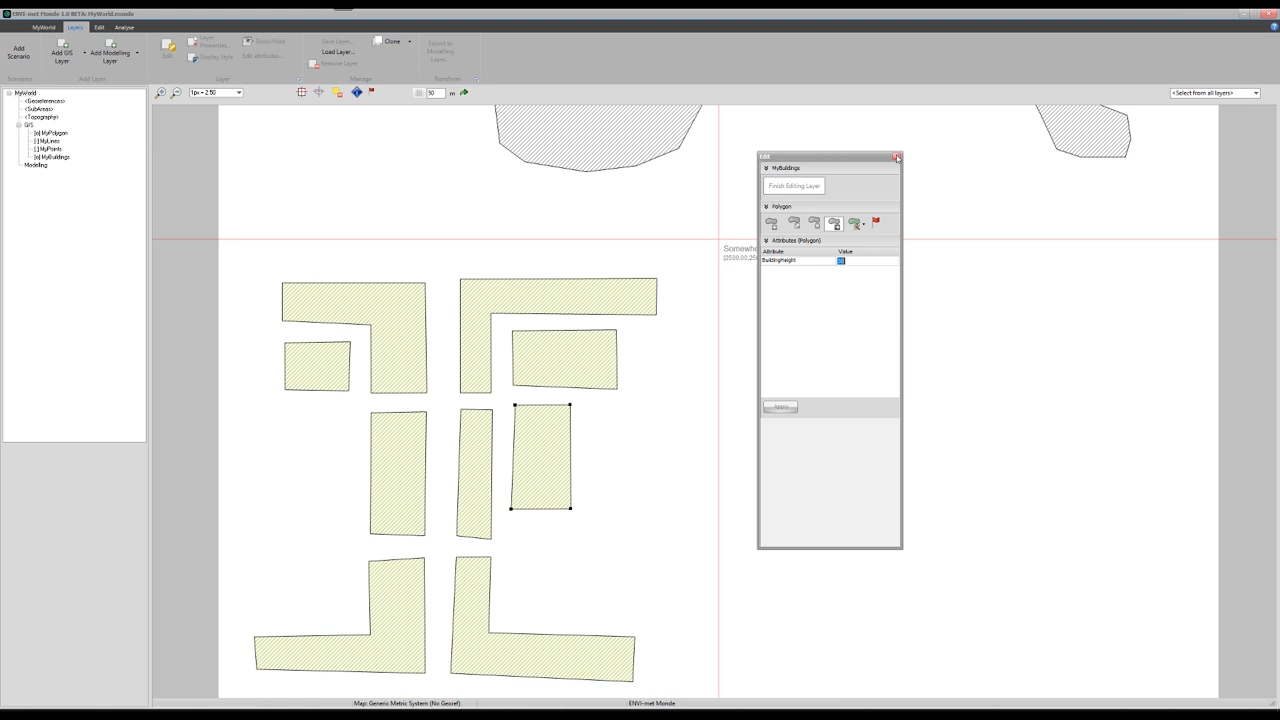 ENVI-met Monde 1.0 BETA: MyWorld.monde
MyWorld Layers Edit Analyse
Add Scenario
Add GIS Layer
Add Modelling Layer
Edit
Layer Properties...
Display Style
Show/Hide
Edit attributes...
Save Layer...
Load Layer...
Remove Layer
Clone
Export to Modelling Layer...
Scenarios Add Layer Layer Manage Transform
1px = 2.50
50 m
<Select from all layers>
MyWorld
<Georeferences>
<SubAreas>
<Topography>
GIS
[o] MyPolygon
[:] MyLines
[:] MyPoints
[o] MyBuildings
Modeling
Edit
MyBuildings
Finish Editing Layer
Polygon
Attributes (Polygon)
Attribute Value
BuildingHeight
Apply
Map: Generic Metric System (No Georef) ENVI-met Monde